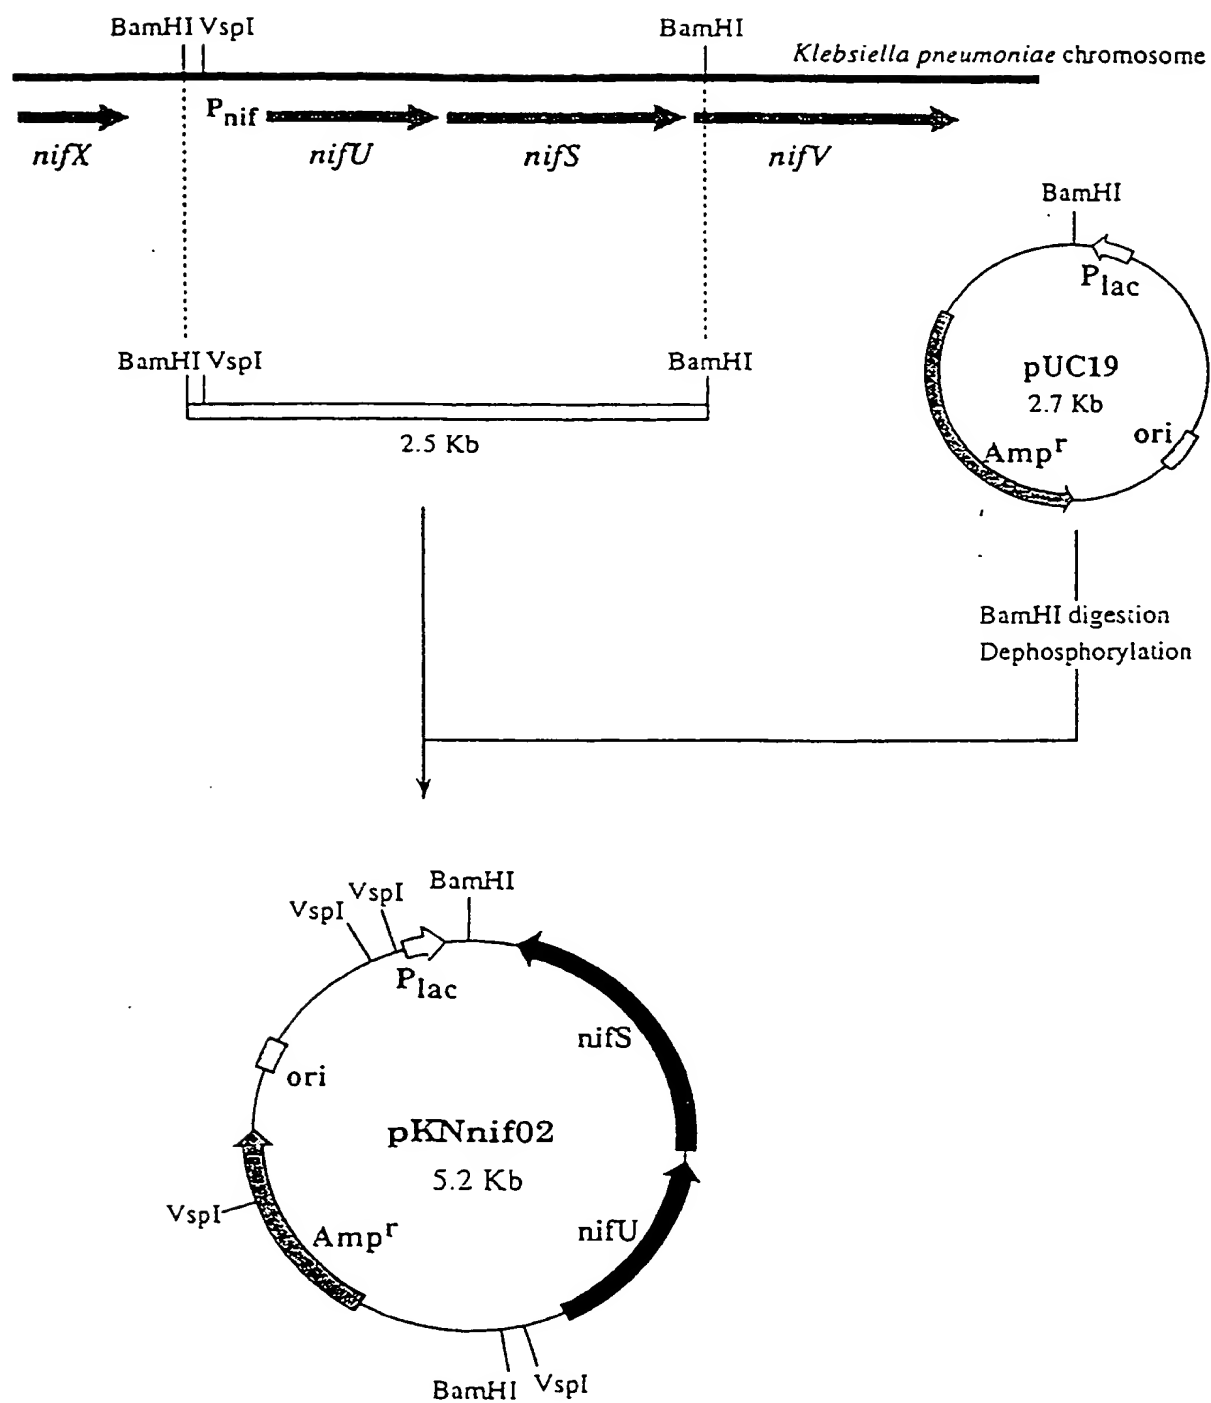 BamHI VspI
BamHI
Klebsiella pneumoniae chromosome
Pnif
nifX
nifU
nifS
nifV
BamHI
Plac
pUC19
2.7 Kb
ori
Ampr
BamHI VspI
BamHI
2.5 Kb
BamHI digestion
Dephosphorylation
VspI
VspI
BamHI
Plac
nifS
ori
pKNnif02
5.2 Kb
VspI
Ampr
nifU
BamHI
VspI